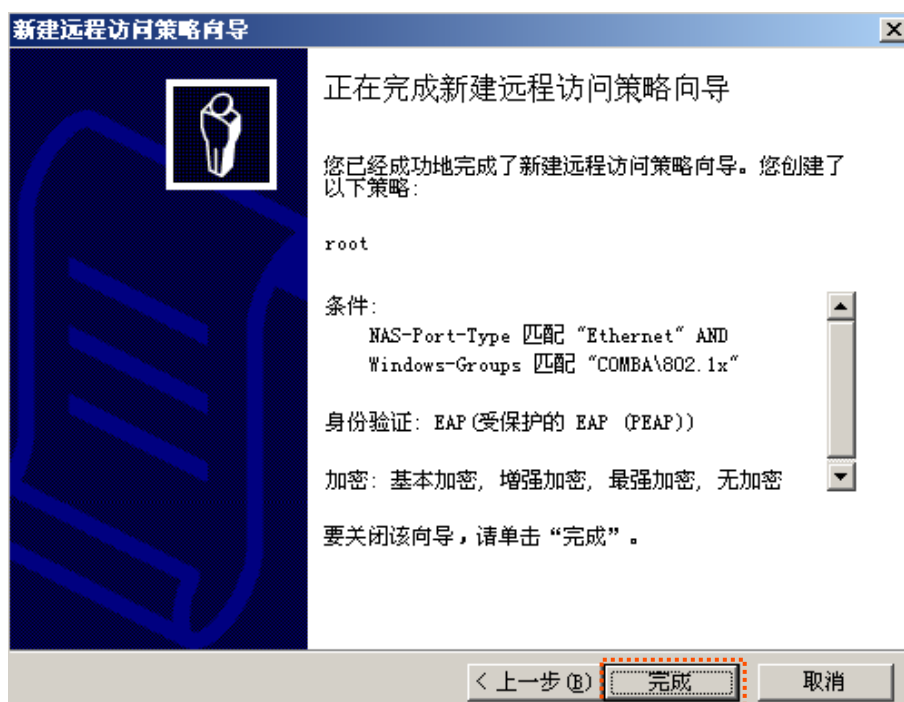 新建远程访问策略向导
正在完成新建远程访问策略向导
您已经成功地完成了新建远程访问策略向导。您创建了
以下策略:
root
条件:
NAS-Port-Type 匹配 "Ethernet" AND
Windows-Groups 匹配 "COMBA\802.1x"
身份验证: EAP(受保护的 EAP (PEAP))
加密: 基本加密, 增强加密, 最强加密, 无加密
要关闭该向导，请单击“完成”。
< 上一步(B) 完成 取消